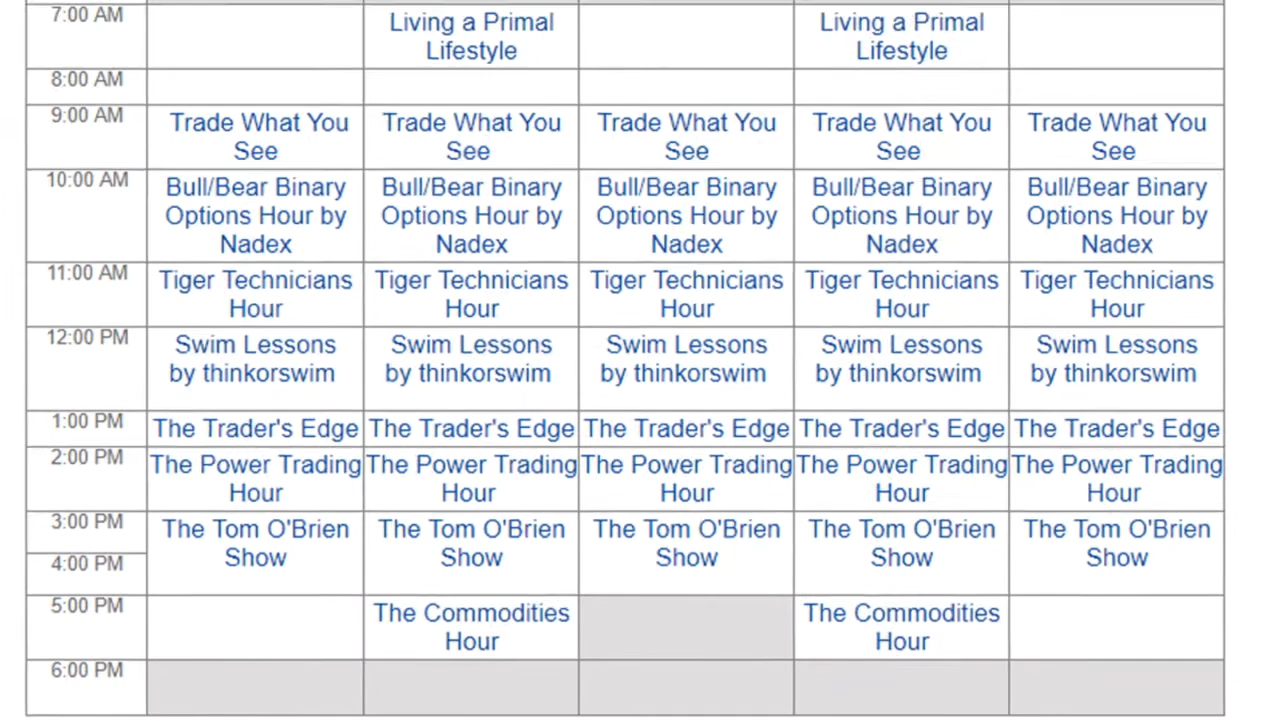 7:00 AM
Living a Primal Living a Primal
Lifestyle Lifestyle
8:00 AM
9:00 AM
Trade What You Trade What You Trade What You Trade What You Trade What You
See See See See See
10:00 AM
Bull/Bear Binary Bull/Bear Binary Bull/Bear Binary Bull/Bear Binary Bull/Bear Binary
Options Hour by Options Hour by Options Hour by Options Hour by Options Hour by
Nadex Nadex Nadex Nadex Nadex
11:00 AM
Tiger Technicians Tiger Technicians Tiger Technicians Tiger Technicians Tiger Technicians
Hour Hour Hour Hour Hour
12:00 PM
Swim Lessons Swim Lessons Swim Lessons Swim Lessons Swim Lessons
by thinkorswim by thinkorswim by thinkorswim by thinkorswim by thinkorswim
1:00 PM
The Trader's Edge The Trader's Edge The Trader's Edge The Trader's Edge The Trader's Edge
2:00 PM
The Power Trading The Power Trading The Power Trading The Power Trading The Power Trading
Hour Hour Hour Hour Hour
3:00 PM
The Tom O'Brien The Tom O'Brien The Tom O'Brien The Tom O'Brien The Tom O'Brien
Show Show Show Show Show
4:00 PM
5:00 PM
The Commodities The Commodities
Hour Hour
6:00 PM